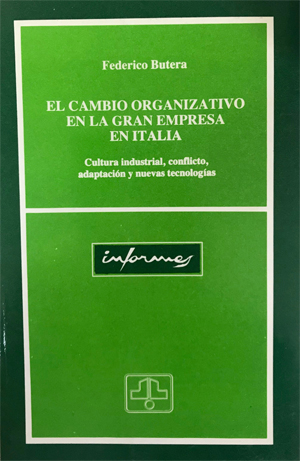 Federico Butera
EL CAMBIO ORGANIZATIVO
EN LA GRAN EMPRESA
EN ITALIA
Cultura industrial, conflicto,
adaptación y nuevas tecnologías
informes